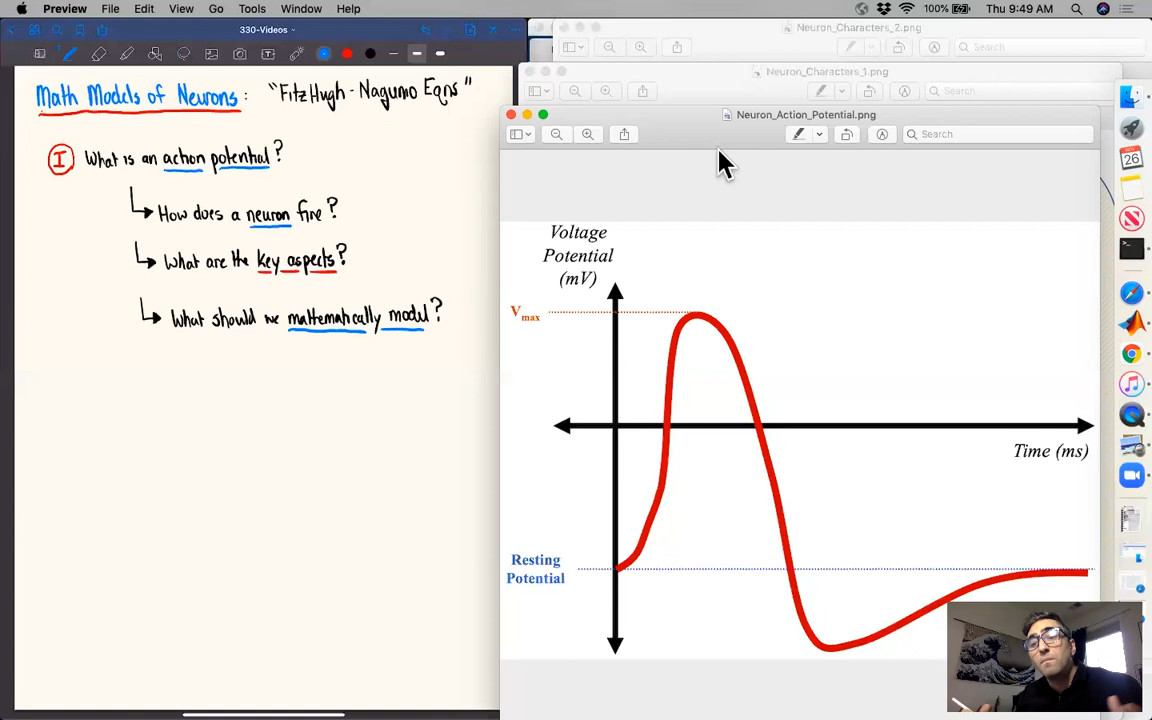 Preview File Edit View Go Tools Window Help
100% Thu 9:49 AM
330-Videos
Neuron_Characters_2.png
Search
Neuron_Characters_1.png
Search
Neuron_Action_Potential.png
Search
Math Models of Neurons: "FitzHugh-Nagumo Eqns"
I What is an action potential?
How does a neuron fire?
What are the key aspects?
What should we mathematically model?
Voltage
Potential
(mV)
Vmax
Time (ms)
Resting
Potential
NOV
26